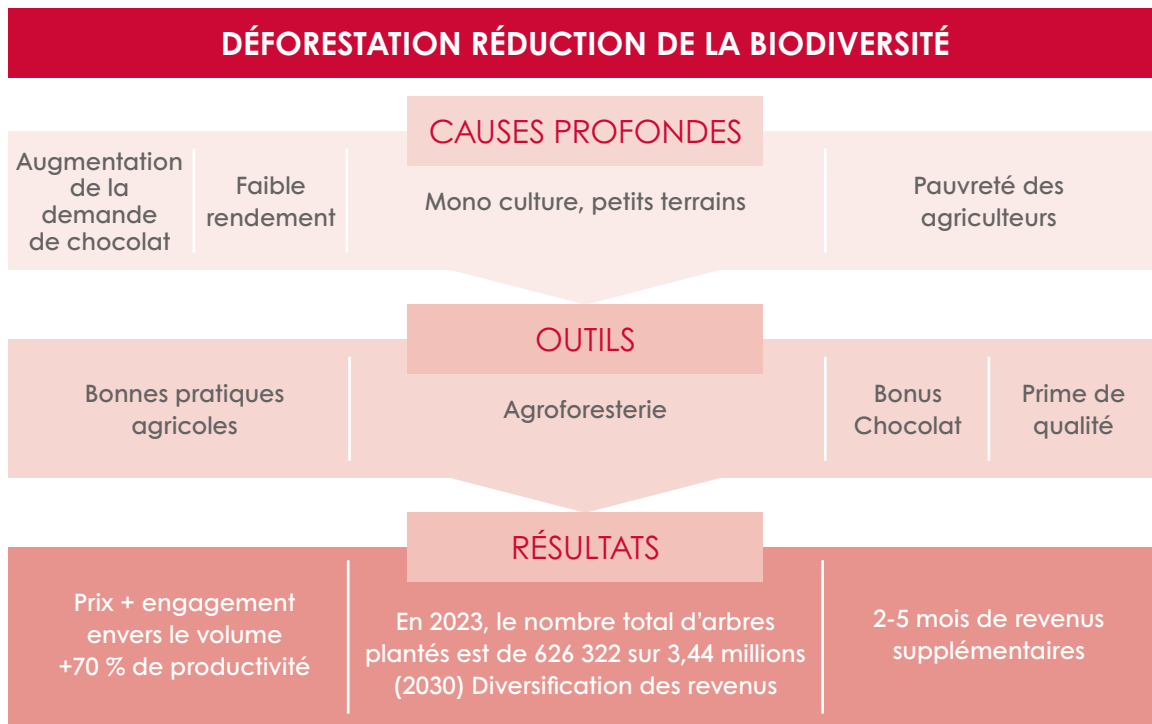 DÉFORESTATION RÉDUCTION DE LA BIODIVERSITÉ
CAUSES PROFONDES
Augmentation
de la
demande
de chocolat
Faible
rendement
Mono culture, petits terrains
Pauvreté des
agriculteurs
OUTILS
Bonnes pratiques
agricoles
Agroforesterie
Bonus
Chocolat
Prime de
qualité
RÉSULTATS
Prix + engagement
envers le volume
+70 % de productivité
En 2023, le nombre total d'arbres
plantés est de 626 322 sur 3,44 millions
(2030) Diversification des revenus
2-5 mois de revenus
supplémentaires